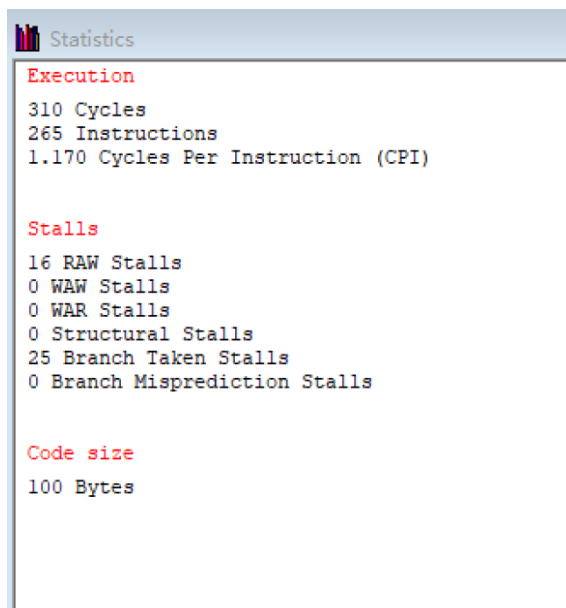 Statistics
Execution
310 Cycles
265 Instructions
1.170 Cycles Per Instruction (CPI)
Stalls
16 RAW Stalls
0 WAW Stalls
0 WAR Stalls
0 Structural Stalls
25 Branch Taken Stalls
0 Branch Misprediction Stalls
Code size
100 Bytes